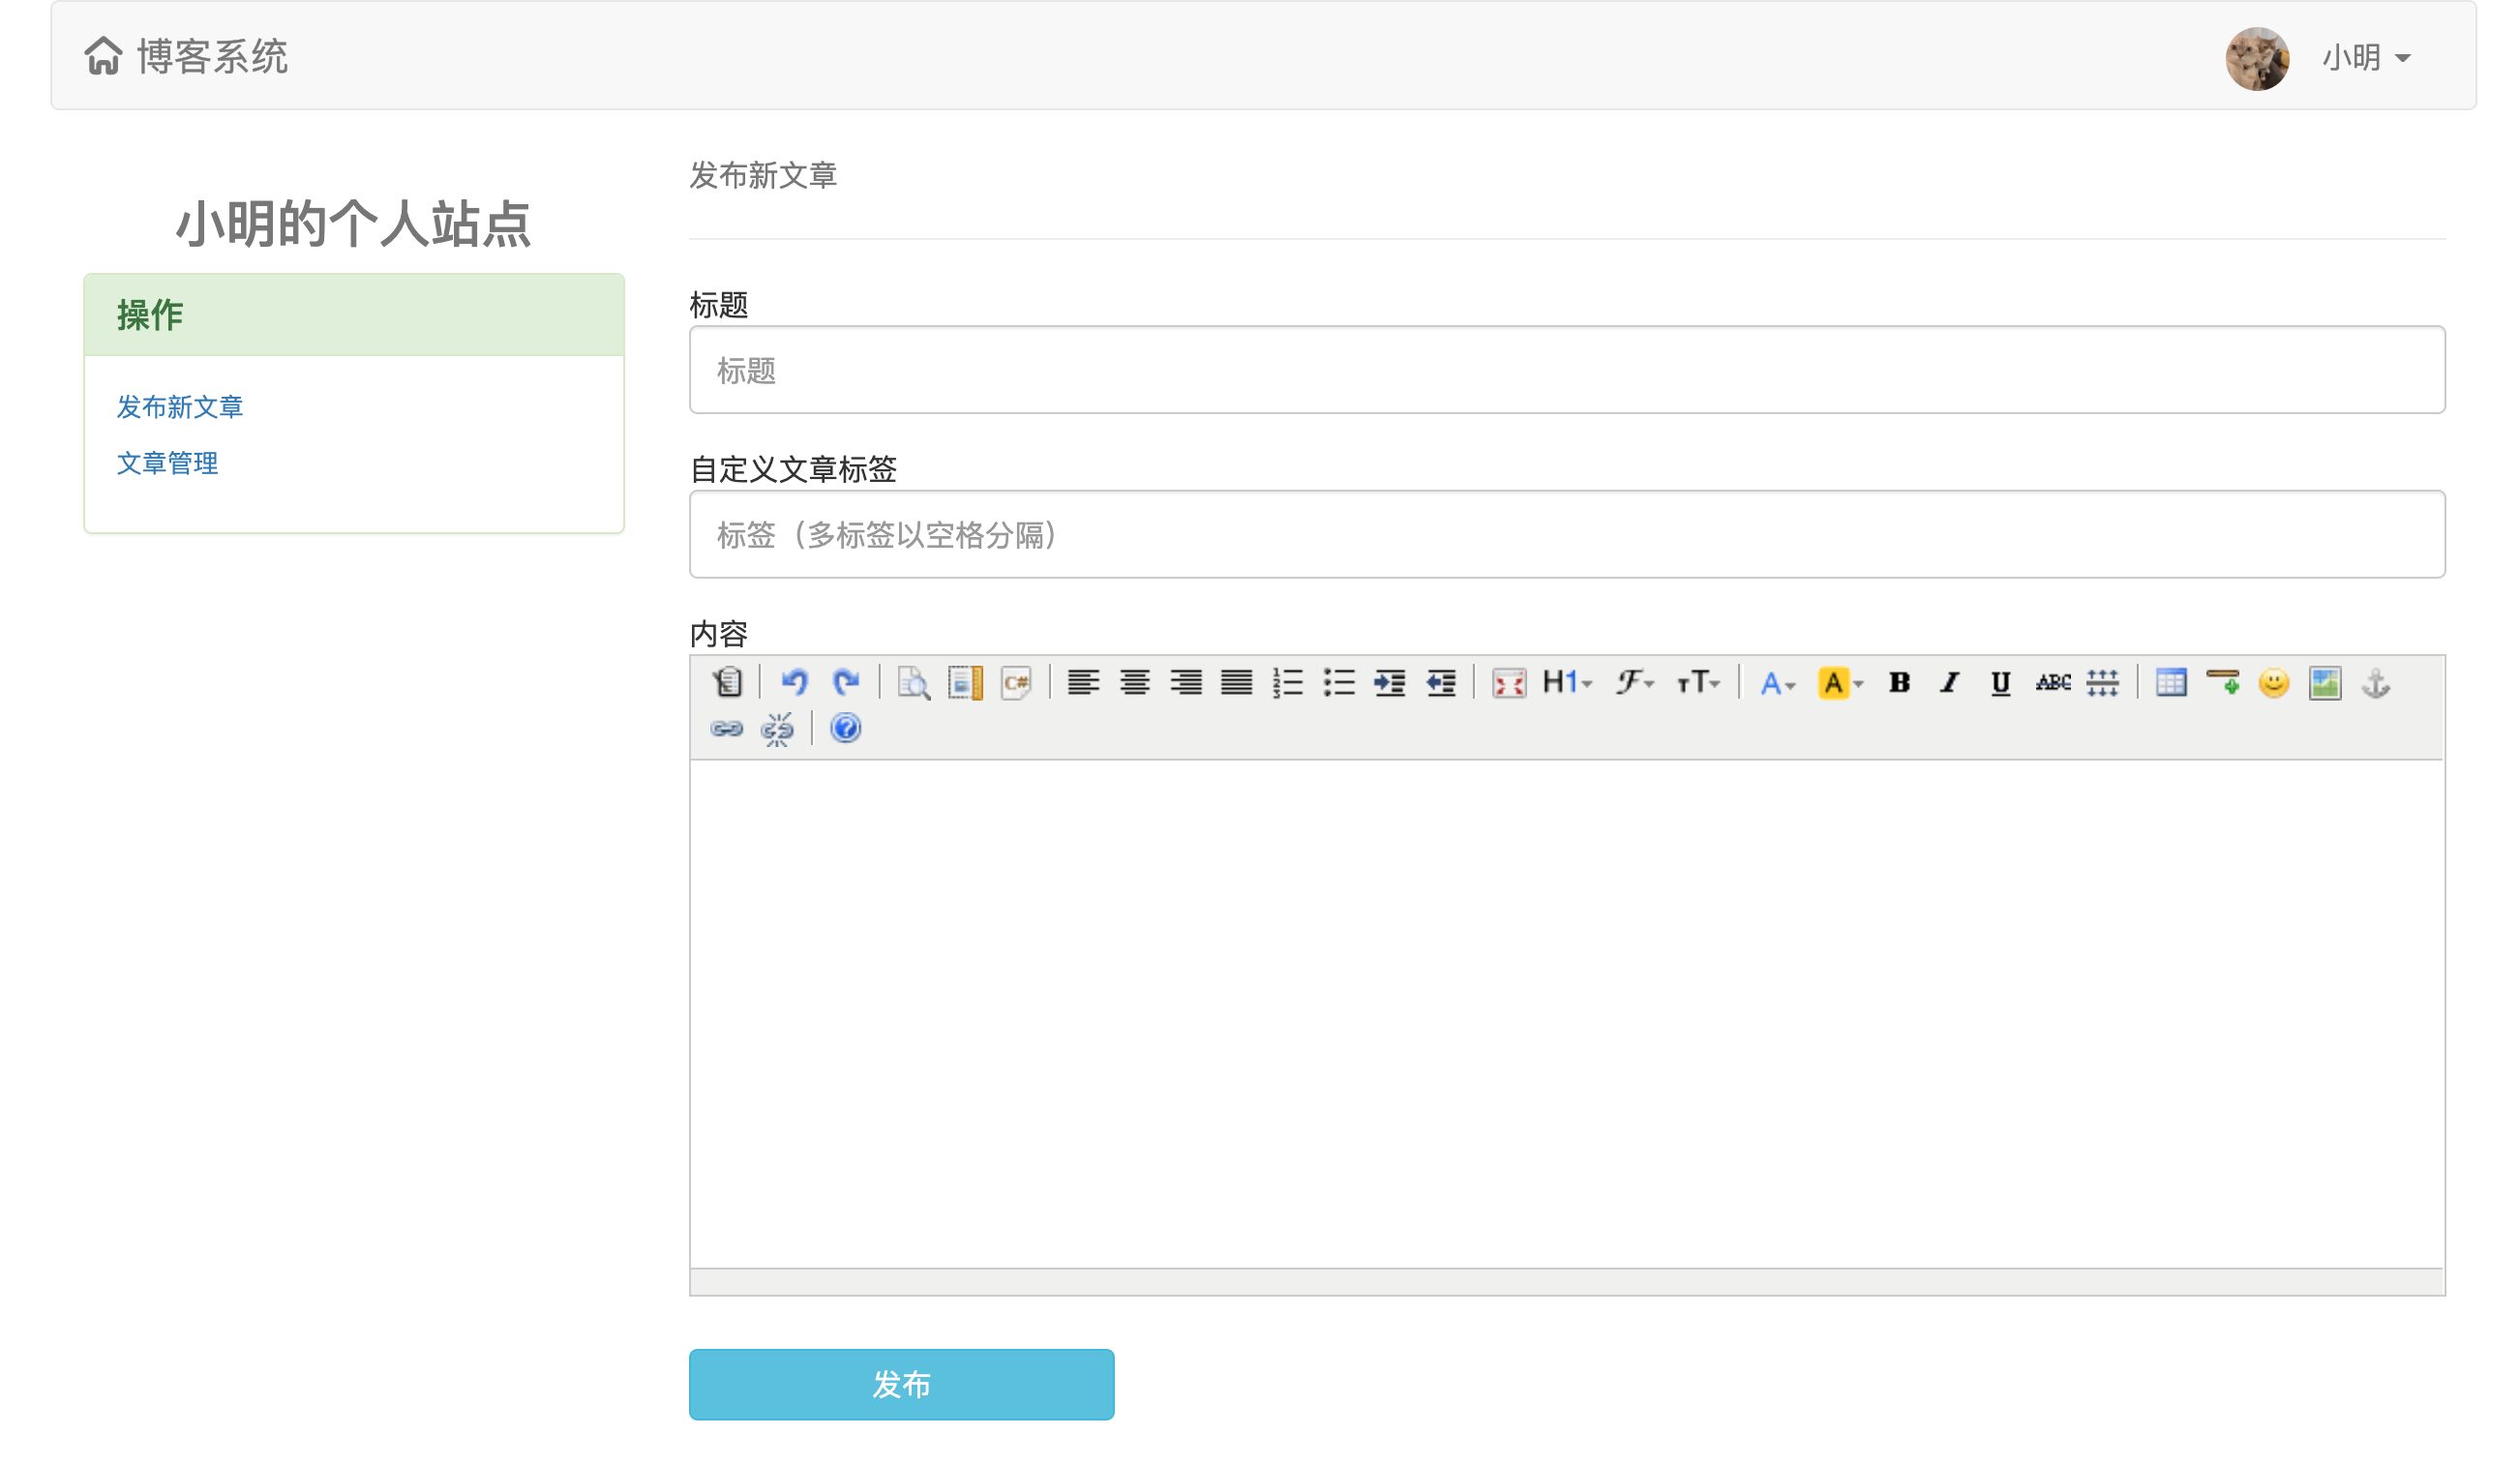 博客系统
小明
发布新文章
小明的个人站点
操作
发布新文章
文章管理
标题
标题
自定义文章标签
标签（多标签以空格分隔）
内容
C# H1 F TT A A B I U ABC
发布